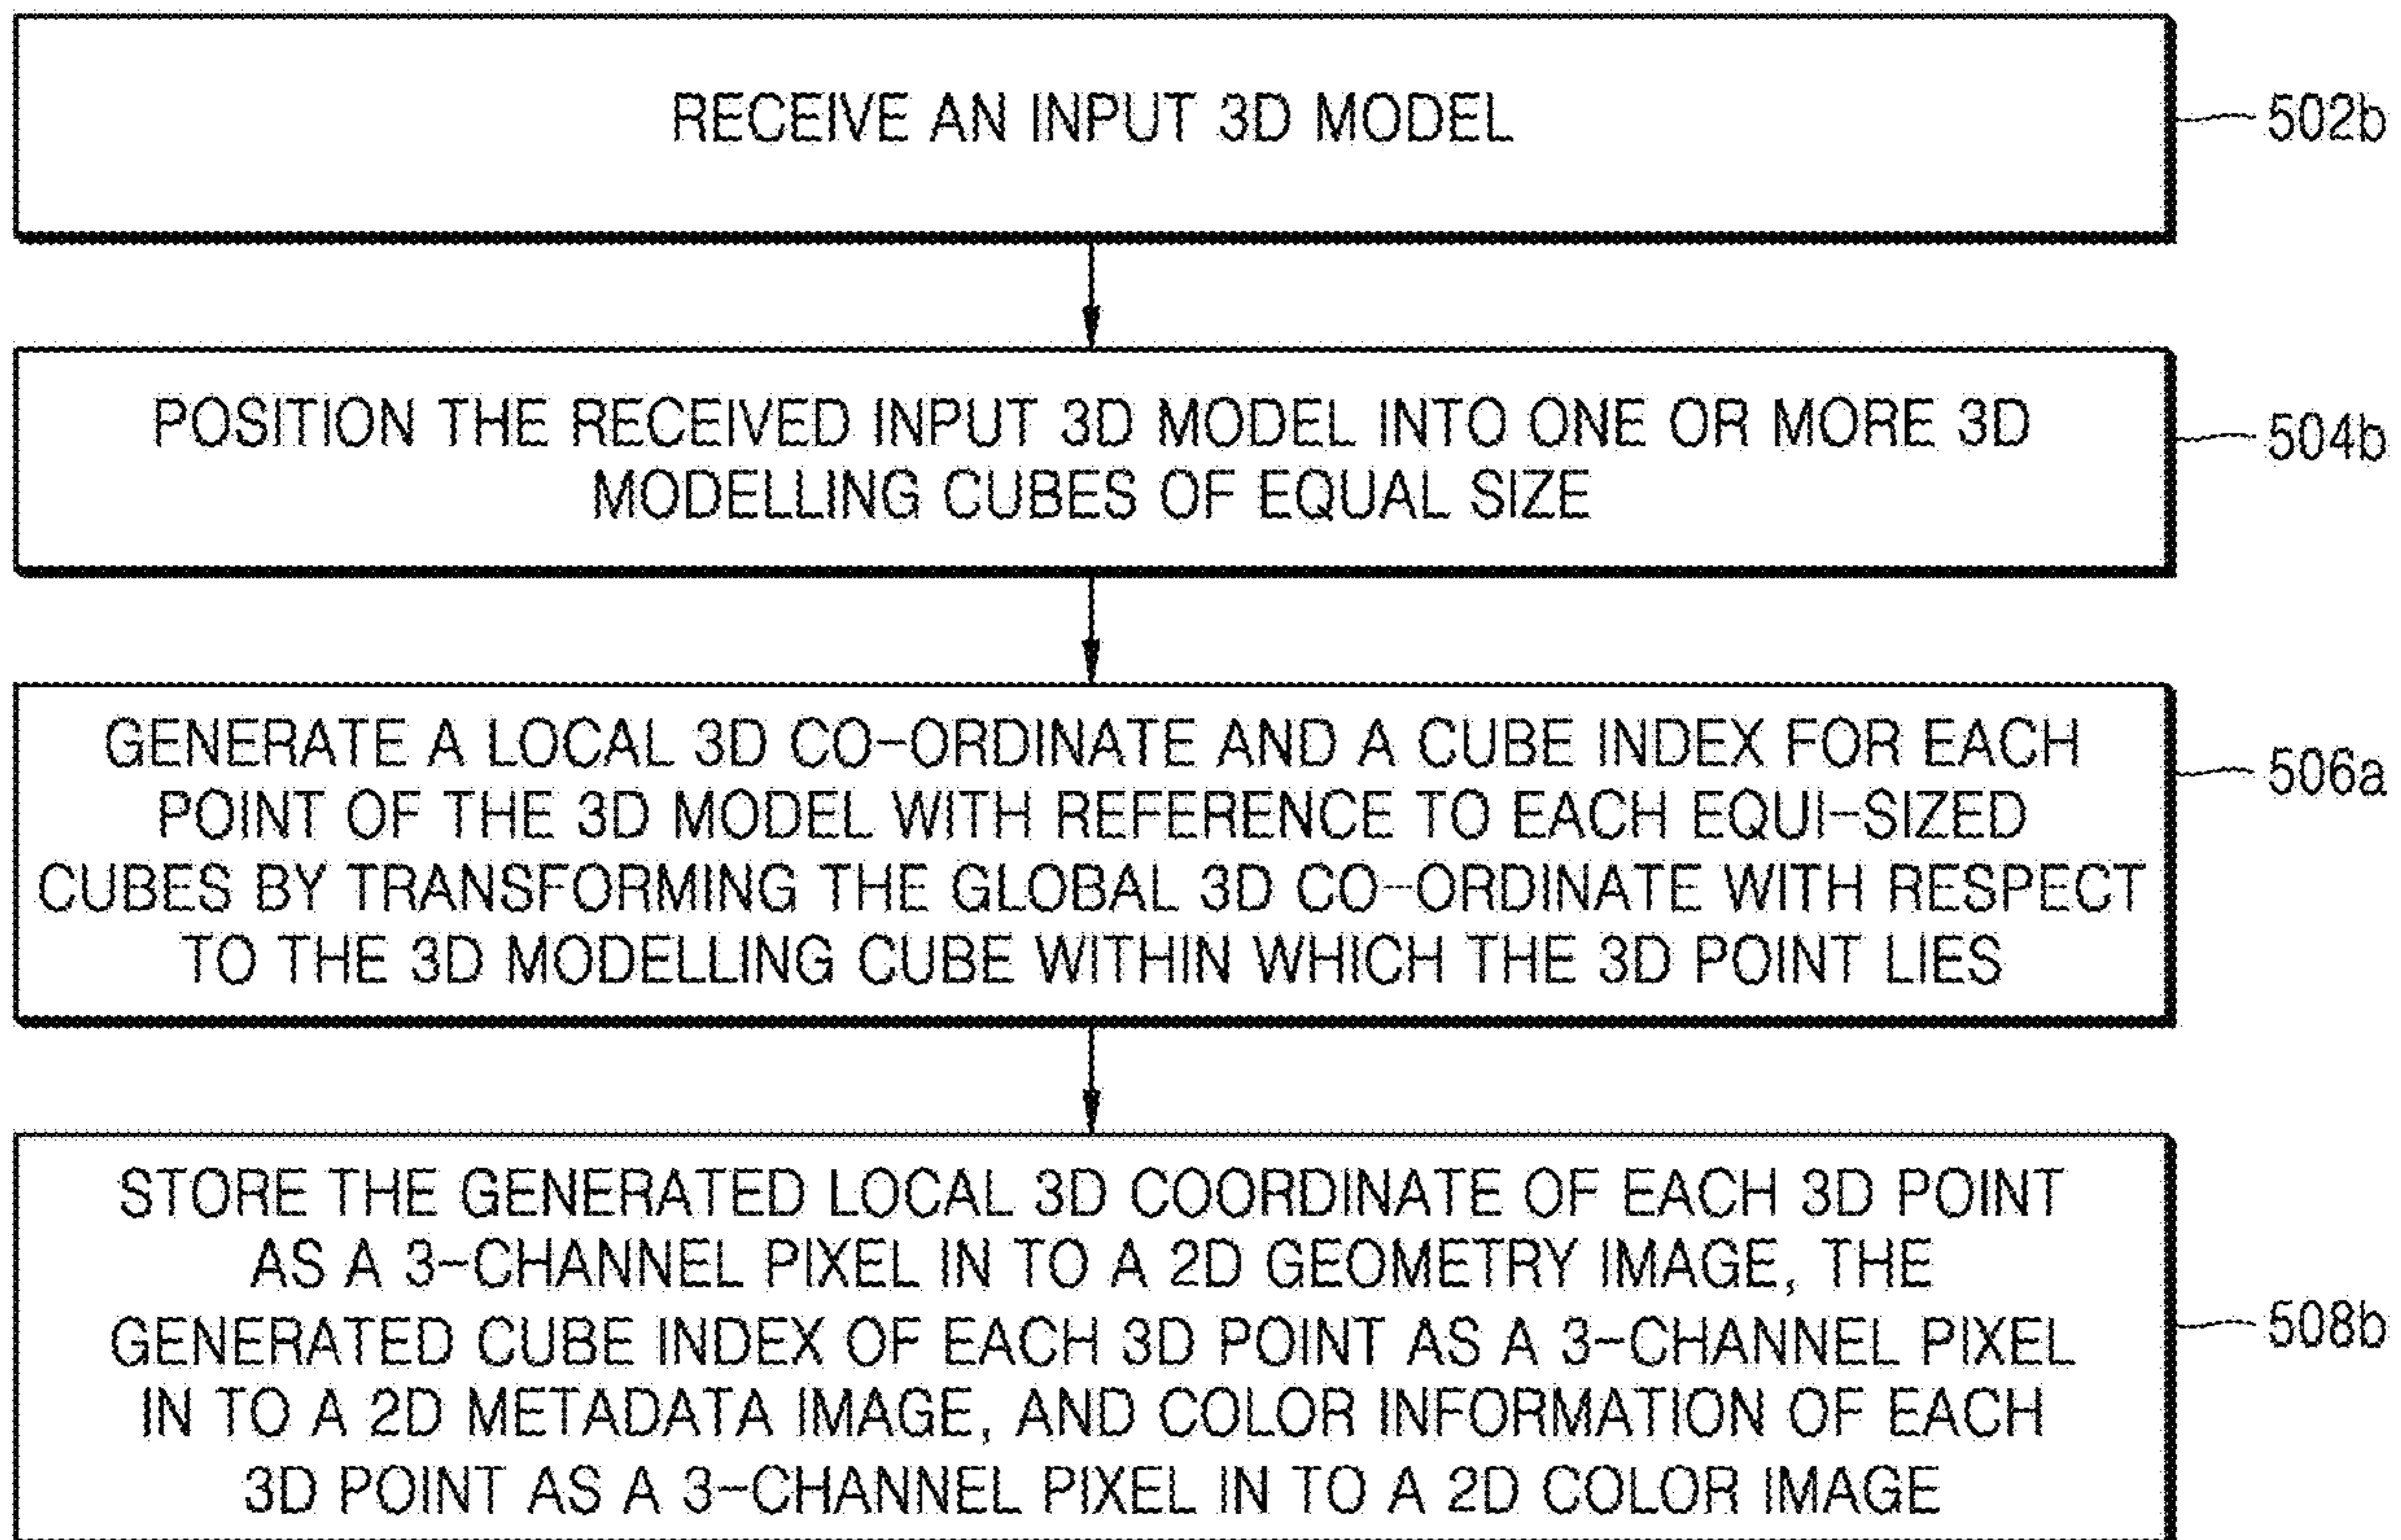 RECEIVE AN INPUT 3D MODEL
502b
POSITION THE RECEIVED INPUT 3D MODEL INTO ONE OR MORE 3D
MODELLING CUBES OF EQUAL SIZE
504b
GENERATE A LOCAL 3D CO-ORDINATE AND A CUBE INDEX FOR EACH
POINT OF THE 3D MODEL WITH REFERENCE TO EACH EQUI-SIZED
CUBES BY TRANSFORMING THE GLOBAL 3D CO-ORDINATE WITH RESPECT
TO THE 3D MODELLING CUBE WITHIN WHICH THE 3D POINT LIES
506a
STORE THE GENERATED LOCAL 3D COORDINATE OF EACH 3D POINT
AS A 3-CHANNEL PIXEL IN TO A 2D GEOMETRY IMAGE, THE
GENERATED CUBE INDEX OF EACH 3D POINT AS A 3-CHANNEL PIXEL
IN TO A 2D METADATA IMAGE, AND COLOR INFORMATION OF EACH
3D POINT AS A 3-CHANNEL PIXEL IN TO A 2D COLOR IMAGE
508b